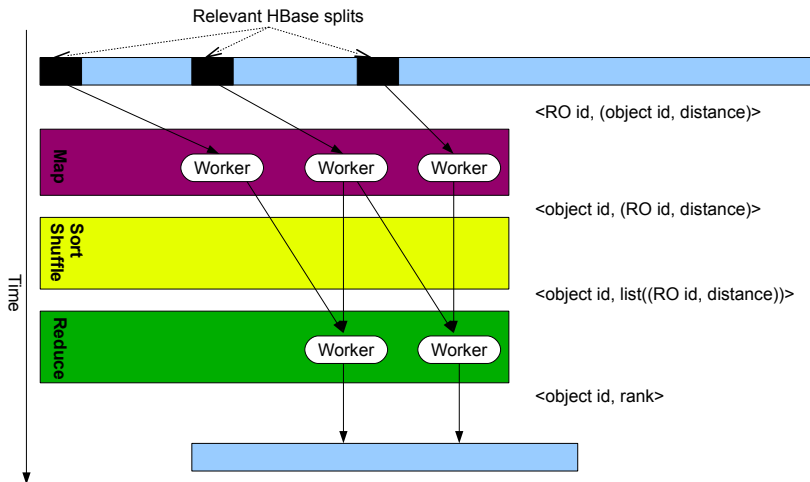 Relevant HBase splits
<RO id, (object id, distance)>
Map
Worker
Worker
Worker
<object id, (RO id, distance)>
Sort
Shuffle
Time
<object id, list((RO id, distance))>
Reduce
Worker
Worker
<object id, rank>